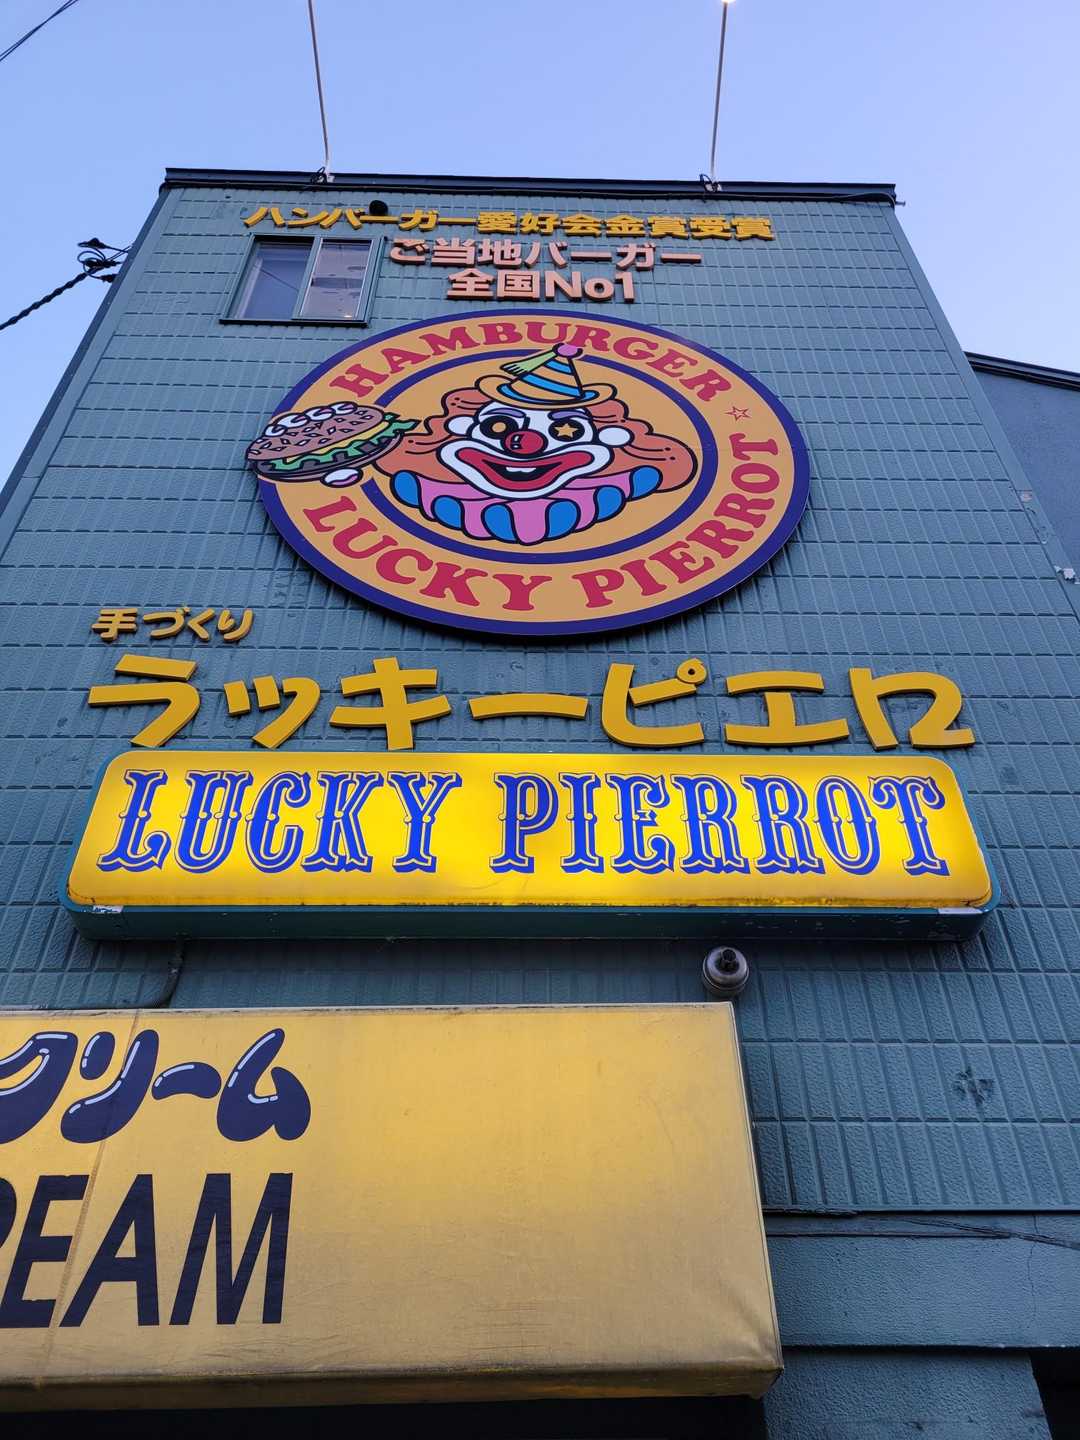 ハンバーガー愛好会金賞受賞
ご当地バーガー
全国No1
HAMBURGER
LUCKY PIERROT
手づくり
ラッキーピエロ
LUCKY PIERROT
クリーム
REAM